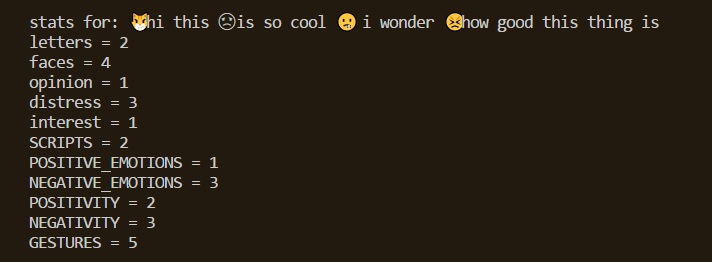 stats for: 😼hi this ☹is so cool 🤥 i wonder 😣how good this thing is
letters = 2
faces = 4
opinion = 1
distress = 3
interest = 1
SCRIPTS = 2
POSITIVE_EMOTIONS = 1
NEGATIVE_EMOTIONS = 3
POSITIVITY = 2
NEGATIVITY = 3
GESTURES = 5